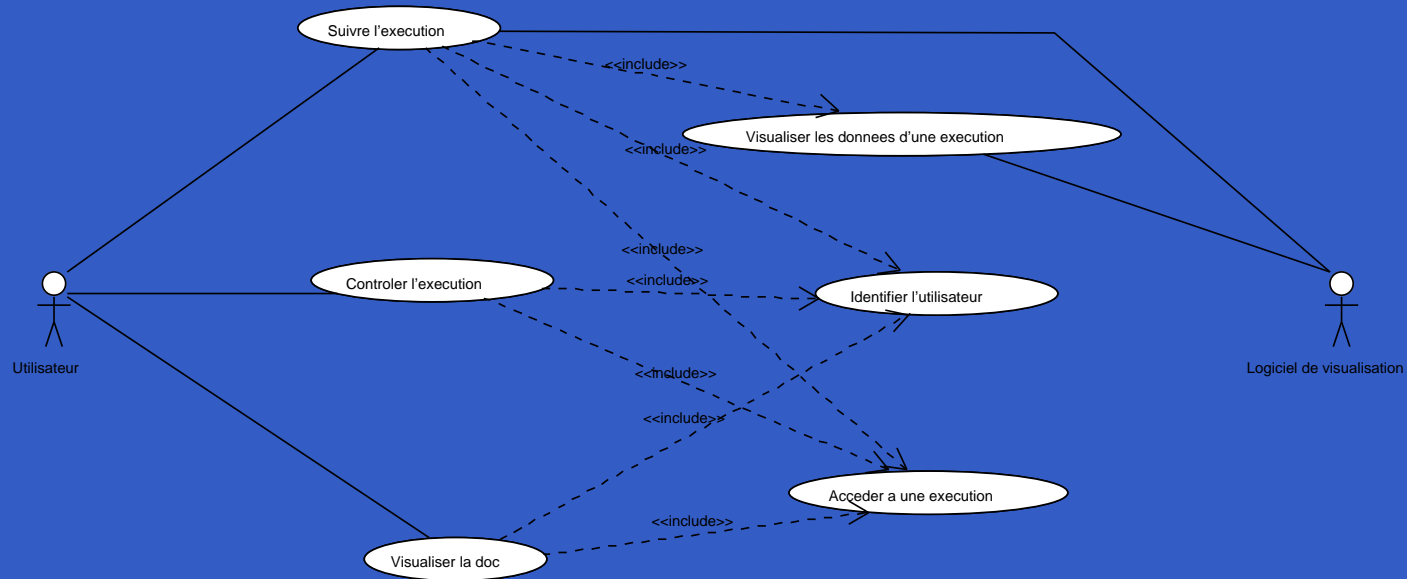 Suivre l'execution
<<include>>
Visualiser les donnees d'une execution
<<include>>
<<include>>
Controler l'execution
<<include>>
Identifier l'utilisateur
Utilisateur
Logiciel de visualisation
<<include>>
<<include>>
Acceder a une execution
<<include>>
Visualiser la doc